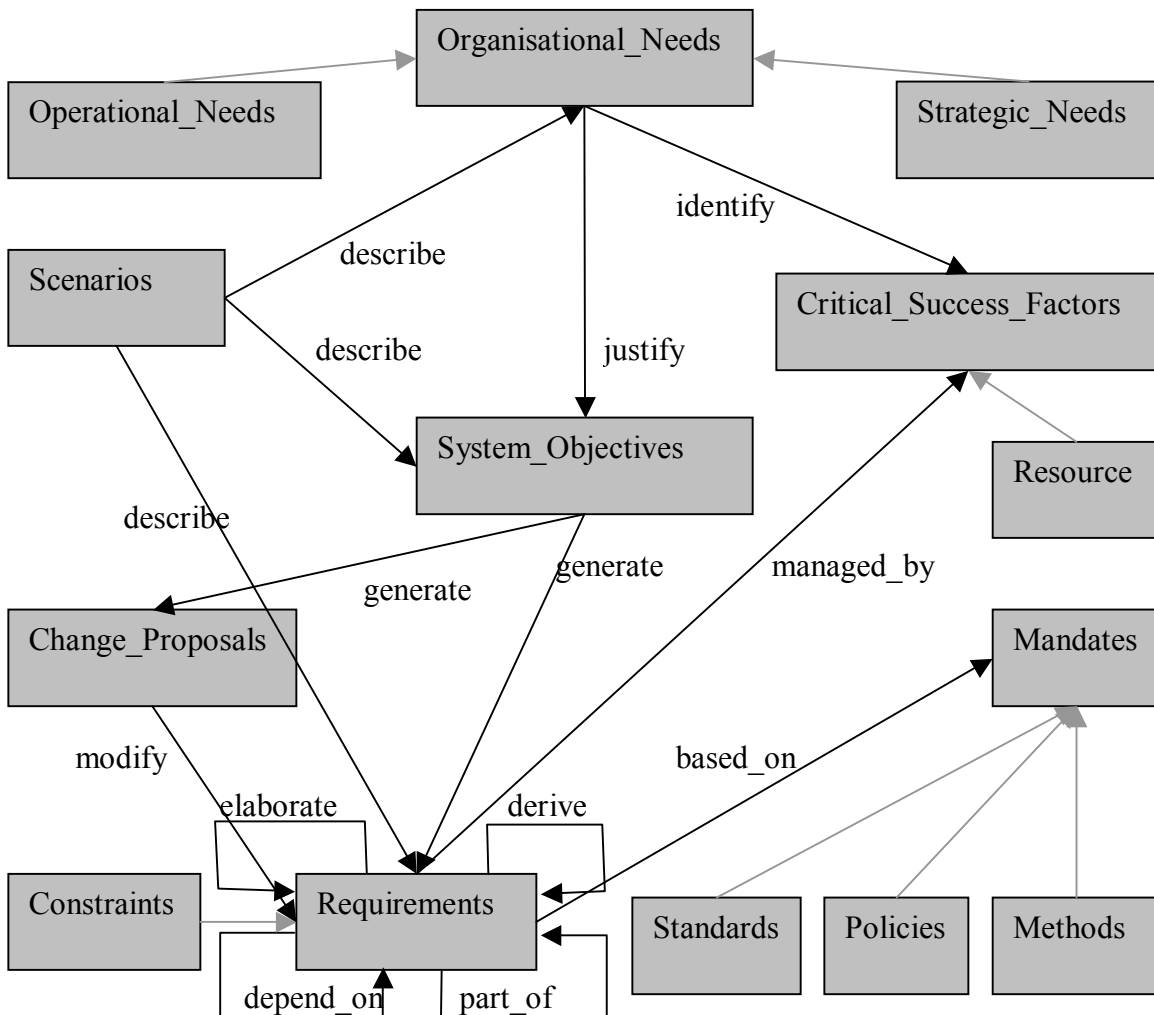 Organisational_Needs
Operational_Needs
Strategic_Needs
identify
describe
Scenarios
Critical_Success_Factors
describe
justify
System_Objectives
Resource
describe
generate
generate
managed_by
Change_Proposals
Mandates
modify
based_on
elaborate
derive
Constraints
Requirements
Standards
Policies
Methods
depend_on
part_of